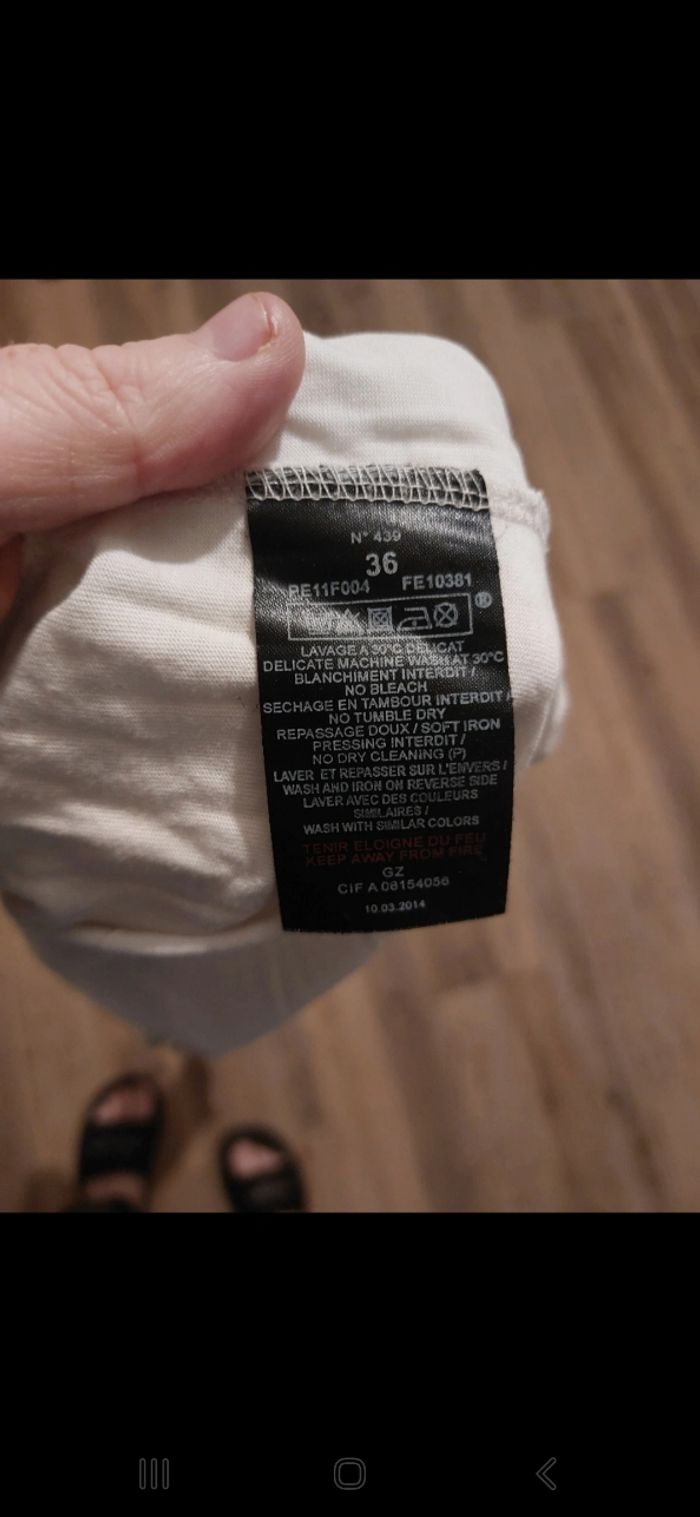 N° 439
36
PE11F004 FE10381
®
LAVAGE A 30°C DELICAT
DELICATE MACHINE WASH AT 30°C
BLANCHIMENT INTERDIT /
NO BLEACH
SECHAGE EN TAMBOUR INTERDIT /
NO TUMBLE DRY
REPASSAGE DOUX / SOFT IRON
PRESSING INTERDIT /
NO DRY CLEANING (P)
LAVER ET REPASSER SUR L'ENVERS /
WASH AND IRON ON REVERSE SIDE
LAVER AVEC DES COULEURS
SIMILAIRES /
WASH WITH SIMILAR COLORS
TENIR ELOIGNE DU FEU
KEEP AWAY FROM FIRE
GZ
CIF A 08154056
10.03.2014